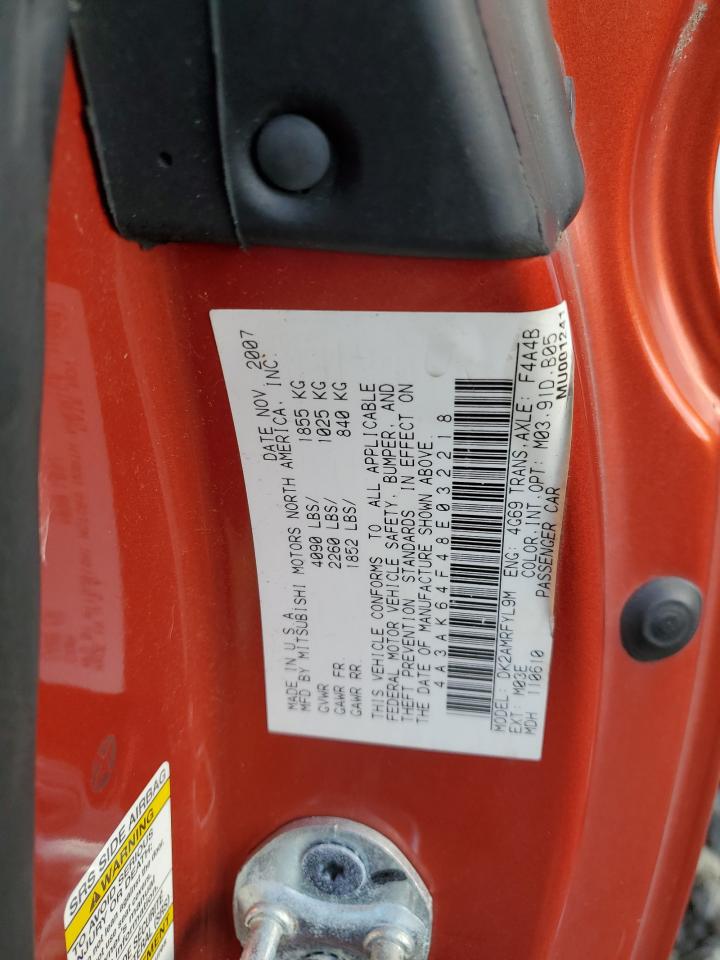 MADE IN U.S.A. DATE NOV 2007
MFD BY MITSUBISHI MOTORS NORTH AMERICA, INC.
GVWR 4090 LBS/ 1855 KG
GAWR FR. 2260 LBS/ 1025 KG
GAWR RR. 1852 LBS/ 840 KG
THIS VEHICLE CONFORMS TO ALL APPLICABLE
FEDERAL MOTOR VEHICLE SAFETY, BUMPER, AND
THEFT PREVENTION STANDARDS IN EFFECT ON
THE DATE OF MANUFACTURE SHOWN ABOVE.
4A3AK64F48E032218
MODEL: DK2AMRFYL9M ENG: 4G69 TRANS,AXLE: F4A4B
EXT: M03E COLOR,INT,OPT: M03.91D.B05
MDH 110610 PASSENGER CAR MU001241
SRS SIDE AIRBAG
WARNING
TO AVOID SERIOUS